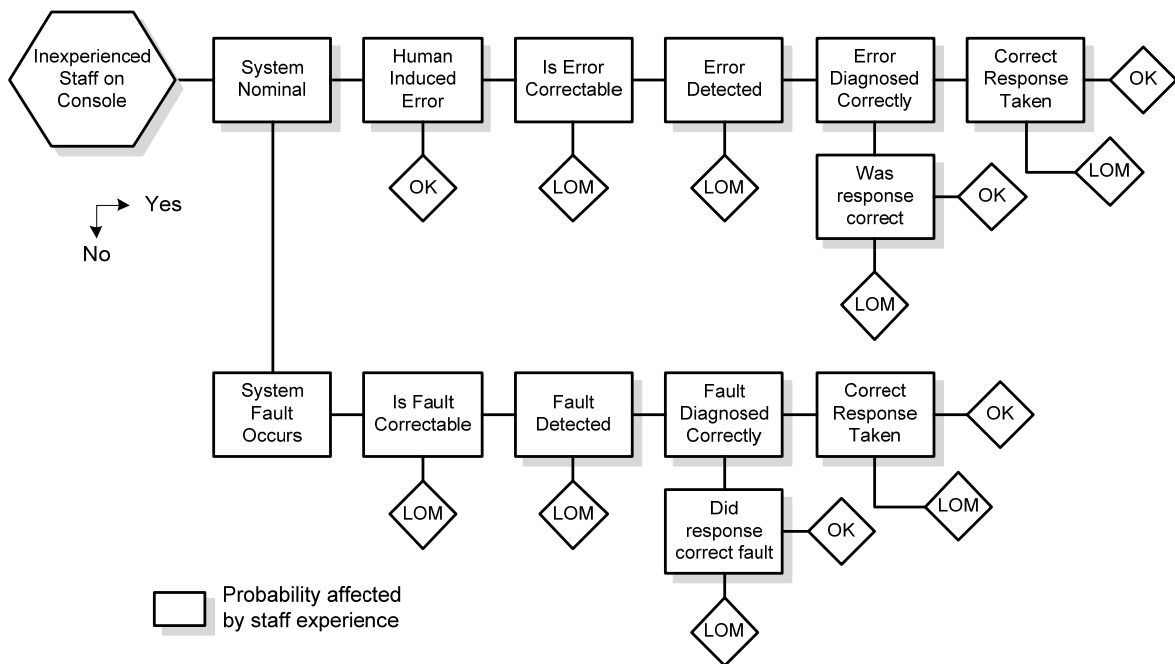 Inexperienced
Staff on
Console
System
Nominal
Human
Induced
Error
Is Error
Correctable
Error
Detected
Error
Diagnosed
Correctly
Correct
Response
Taken
OK
OK
LOM
LOM
LOM
Was
response
correct
OK
LOM
Yes
No
System
Fault
Occurs
Is Fault
Correctable
Fault
Detected
Fault
Diagnosed
Correctly
Correct
Response
Taken
OK
LOM
LOM
LOM
Did
response
correct fault
OK
LOM
Probability affected
by staff experience